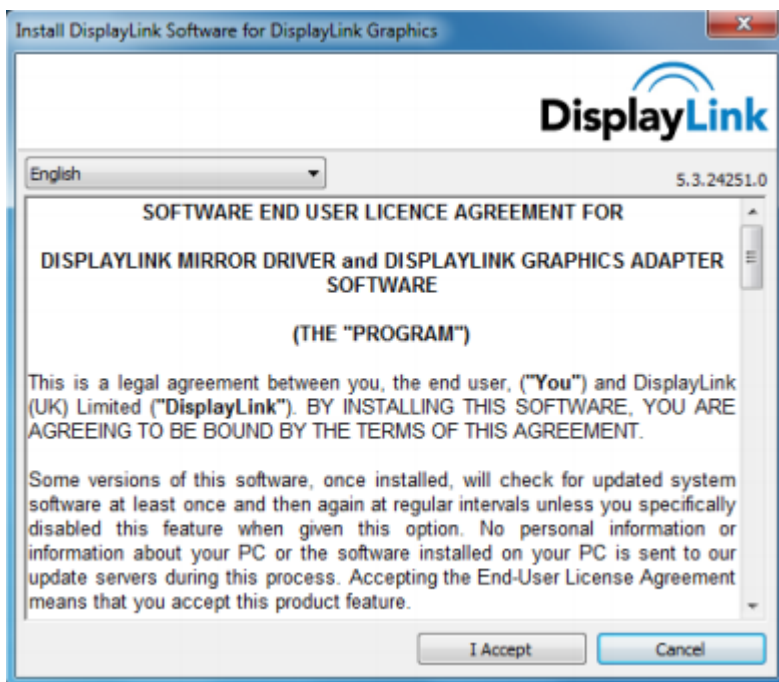 Install DisplayLink Software for DisplayLink Graphics
DisplayLink
English
5.3.24251.0
SOFTWARE END USER LICENCE AGREEMENT FOR
DISPLAYLINK MIRROR DRIVER and DISPLAYLINK GRAPHICS ADAPTER
SOFTWARE
(THE "PROGRAM")
This is a legal agreement between you, the end user, ("You") and DisplayLink
(UK) Limited ("DisplayLink"). BY INSTALLING THIS SOFTWARE, YOU ARE
AGREEING TO BE BOUND BY THE TERMS OF THIS AGREEMENT.
Some versions of this software, once installed, will check for updated system
software at least once and then again at regular intervals unless you specifically
disabled this feature when given this option. No personal information or
information about your PC or the software installed on your PC is sent to our
update servers during this process. Accepting the End-User License Agreement
means that you accept this product feature.
I Accept
Cancel